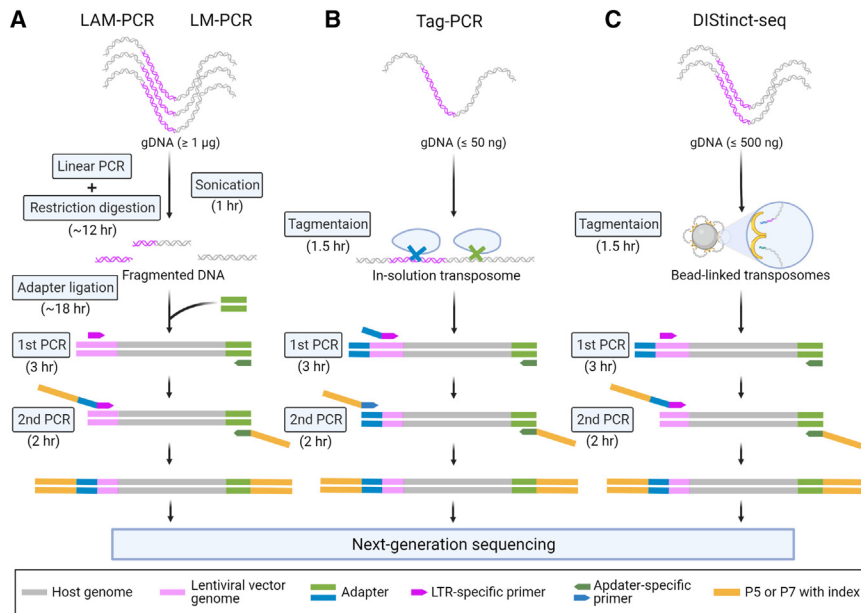 A
LAM-PCR
LM-PCR
gDNA (≥ 1 μg)
Linear PCR
+
Restriction digestion
(~12 hr)
Sonication
(1 hr)
Fragmented DNA
Adapter ligation
(~18 hr)
1st PCR
(3 hr)
2nd PCR
(2 hr)
B
Tag-PCR
gDNA (≤ 50 ng)
Tagmentaion
(1.5 hr)
In-solution transposome
1st PCR
(3 hr)
2nd PCR
(2 hr)
C
DIStinct-seq
gDNA (≤ 500 ng)
Tagmentaion
(1.5 hr)
Bead-linked transposomes
1st PCR
(3 hr)
2nd PCR
(2 hr)
Next-generation sequencing
Host genome
Lentiviral vector
genome
Adapter
LTR-specific primer
Apdater-specific
primer
P5 or P7 with index